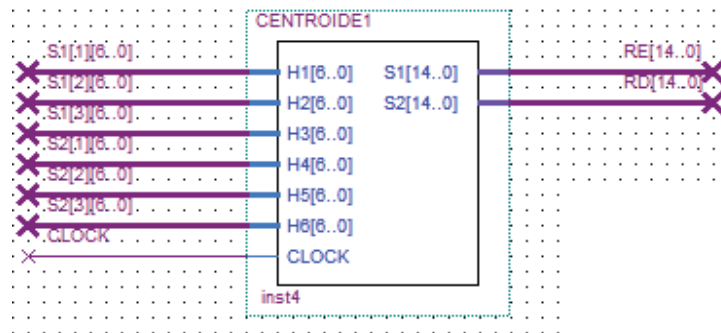 CENTROIDE1
S1[1][6..0]
S1[2][6..0]
S1[3][6..0]
S2[1][6..0]
S2[2][6..0]
S2[3][6..0]
CLOCK
H1[6..0] S1[14..0]
H2[6..0] S2[14..0]
H3[6..0]
H4[6..0]
H5[6..0]
H6[6..0]
CLOCK
RE[14..0]
RD[14..0]
inst4